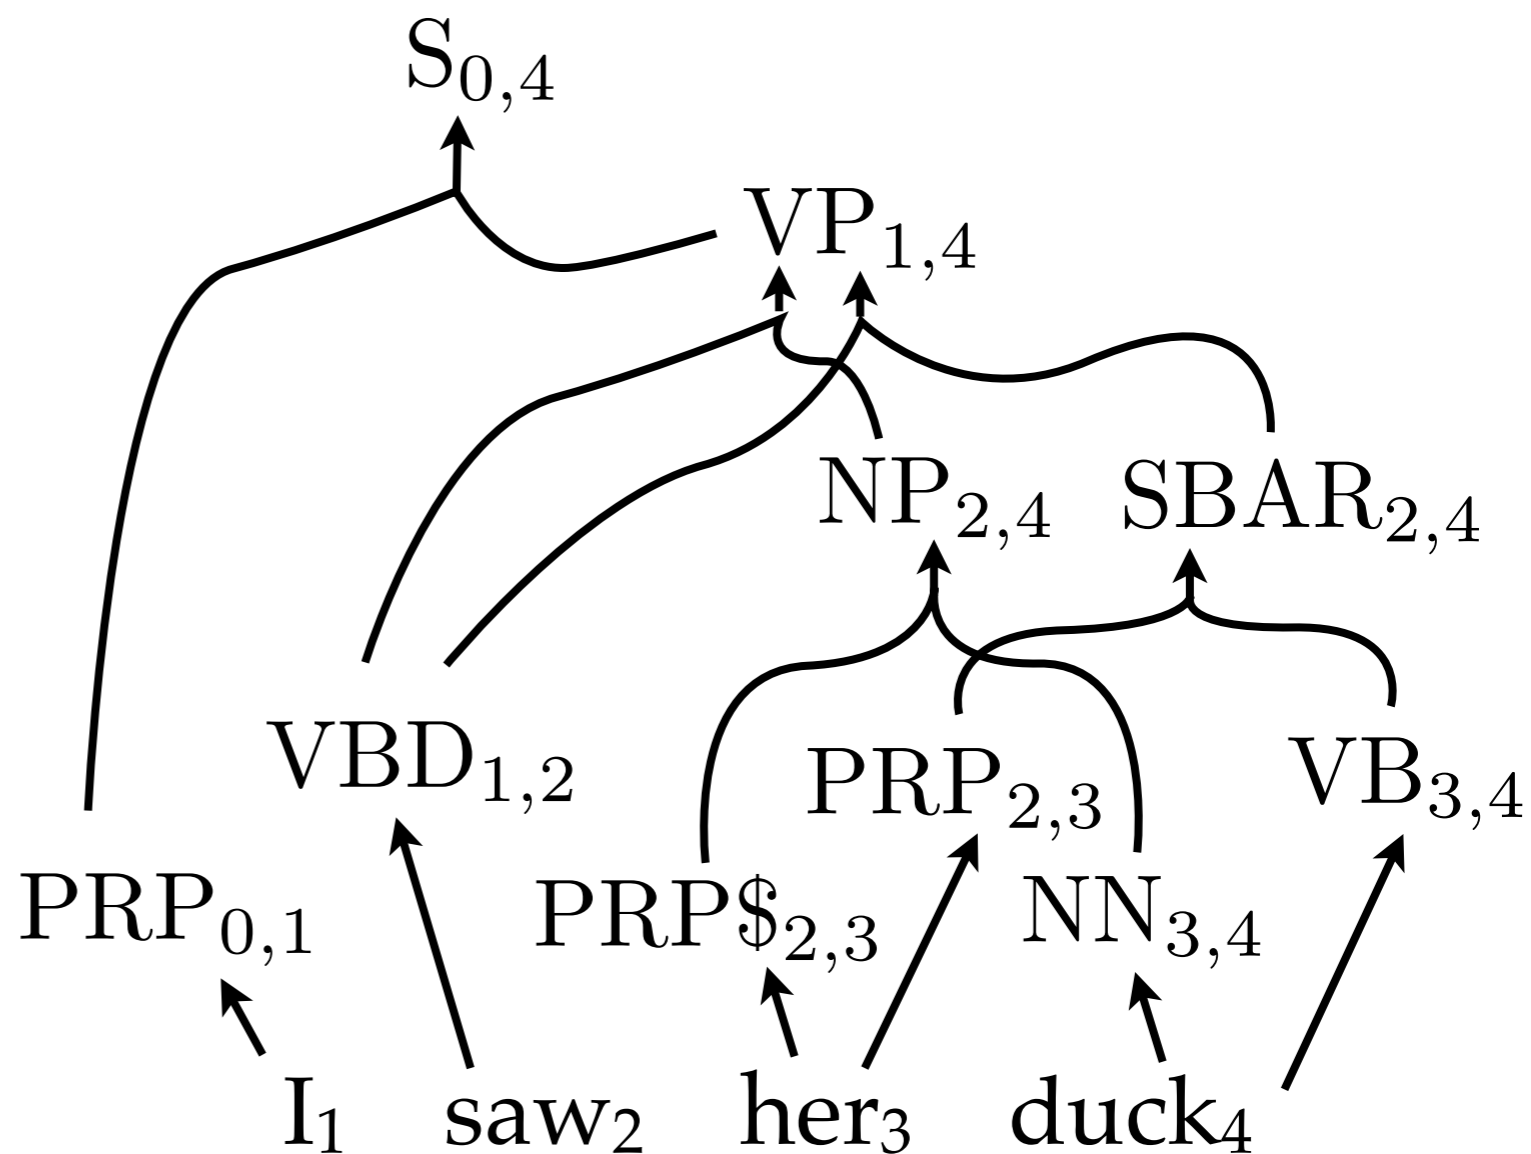 S0,4
VP1,4
NP2,4 SBAR2,4
VBD1,2 PRP2,3 VB3,4
PRP0,1 PRP$2,3 NN3,4
I1 saw2 her3 duck4